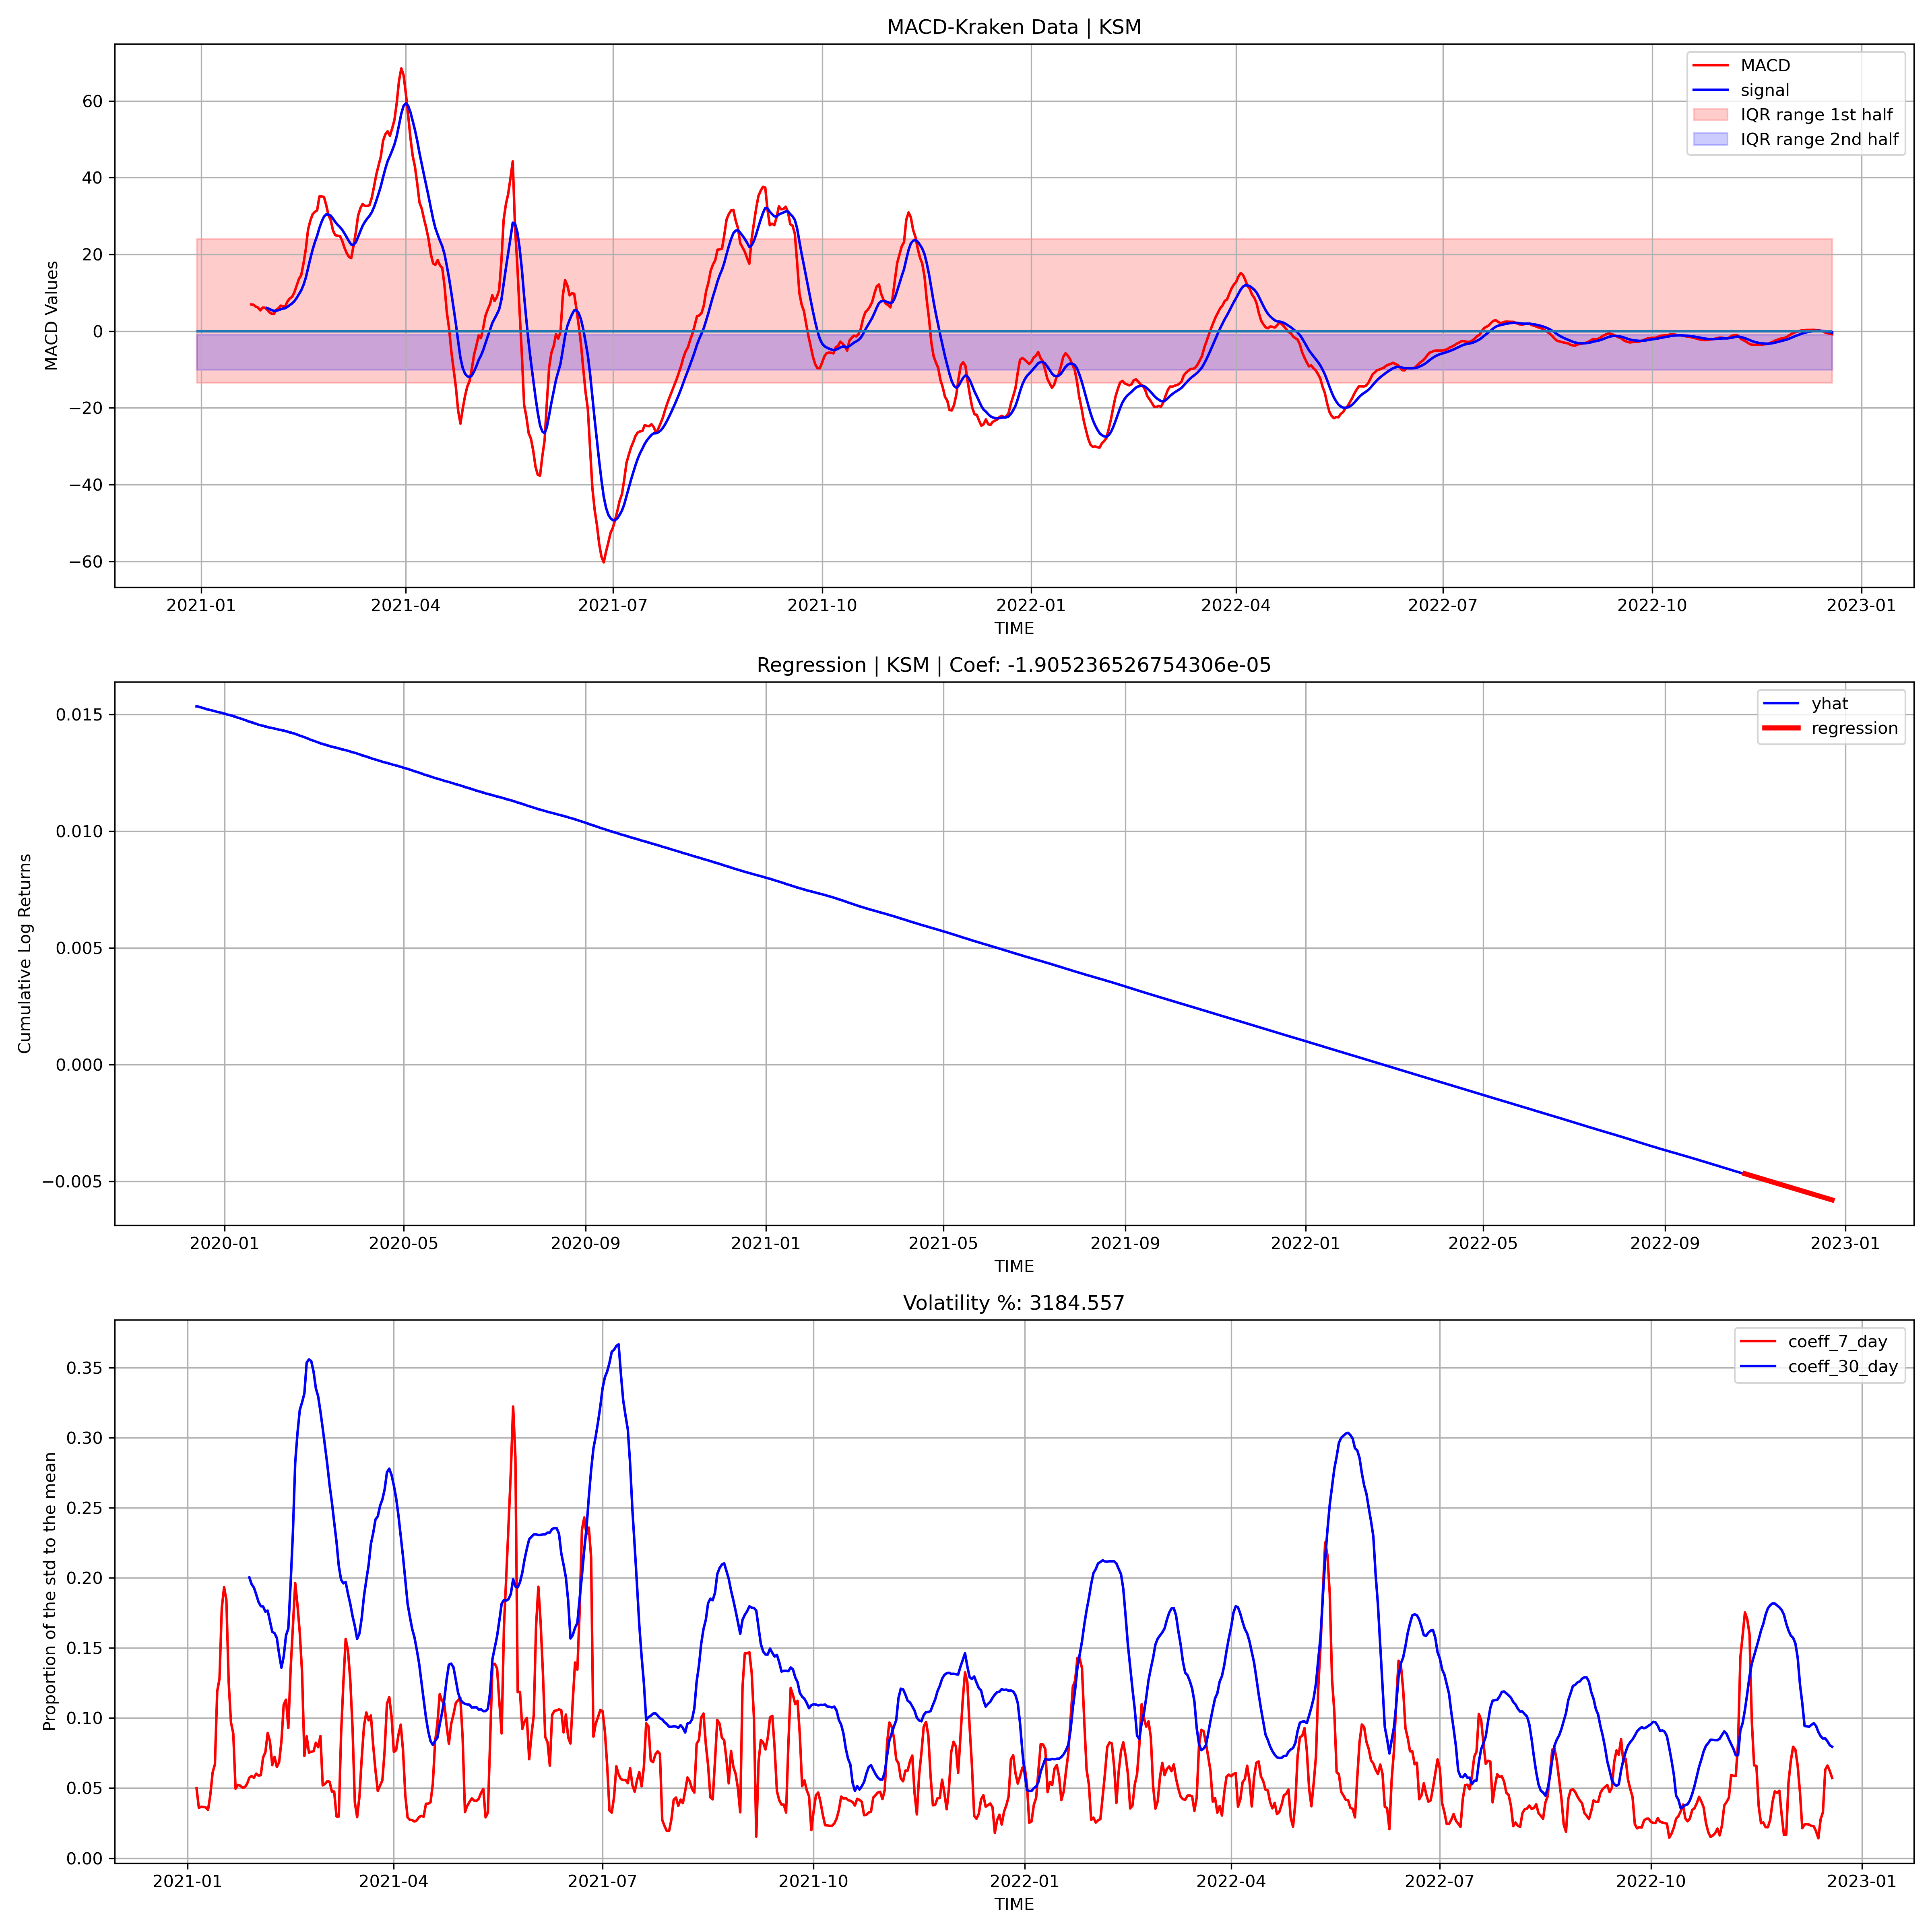 MACD-Kraken Data | KSM
MACD
signal
IQR range 1st half
IQR range 2nd half
MACD Values
60
40
20
0
−20
−40
−60
2021-01 2021-04 2021-07 2021-10 2022-01 2022-04 2022-07 2022-10 2023-01
TIME
Regression | KSM | Coef: -1.905236526754306e-05
yhat
regression
Cumulative Log Returns
0.015
0.010
0.005
0.000
−0.005
2020-01 2020-05 2020-09 2021-01 2021-05 2021-09 2022-01 2022-05 2022-09 2023-01
TIME
Volatility %: 3184.557
coeff_7_day
coeff_30_day
Proportion of the std to the mean
0.35
0.30
0.25
0.20
0.15
0.10
0.05
0.00
2021-01 2021-04 2021-07 2021-10 2022-01 2022-04 2022-07 2022-10 2023-01
TIME